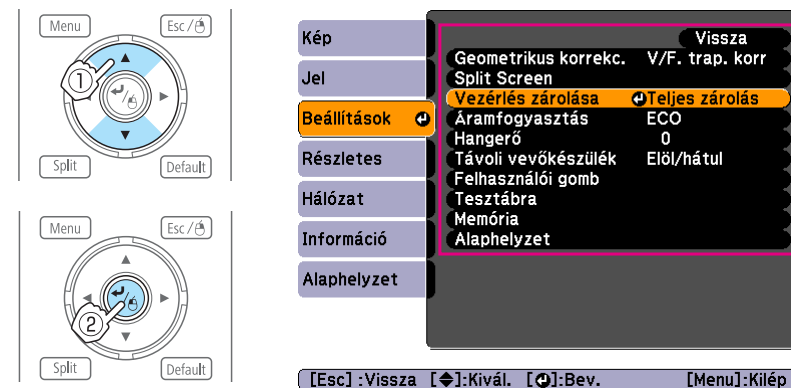 Menu
Esc/
1
Split
Default
Menu
Esc/
2
Split
Default
Kép
Jel
Beállítások
Részletes
Hálózat
Információ
Alaphelyzet
Vissza
Geometrikus korrekc. V/F. trap. korr
Split Screen
Vezérlés zárolása Teljes zárolás
Áramfogyasztás ECO
Hangerő 0
Távoli vevőkészülék Elöl/hátul
Felhasználói gomb
Tesztábra
Memória
Alaphelyzet
[Esc] :Vissza [◆]:Kivál. [⏎]:Bev. [Menu]:Kilép